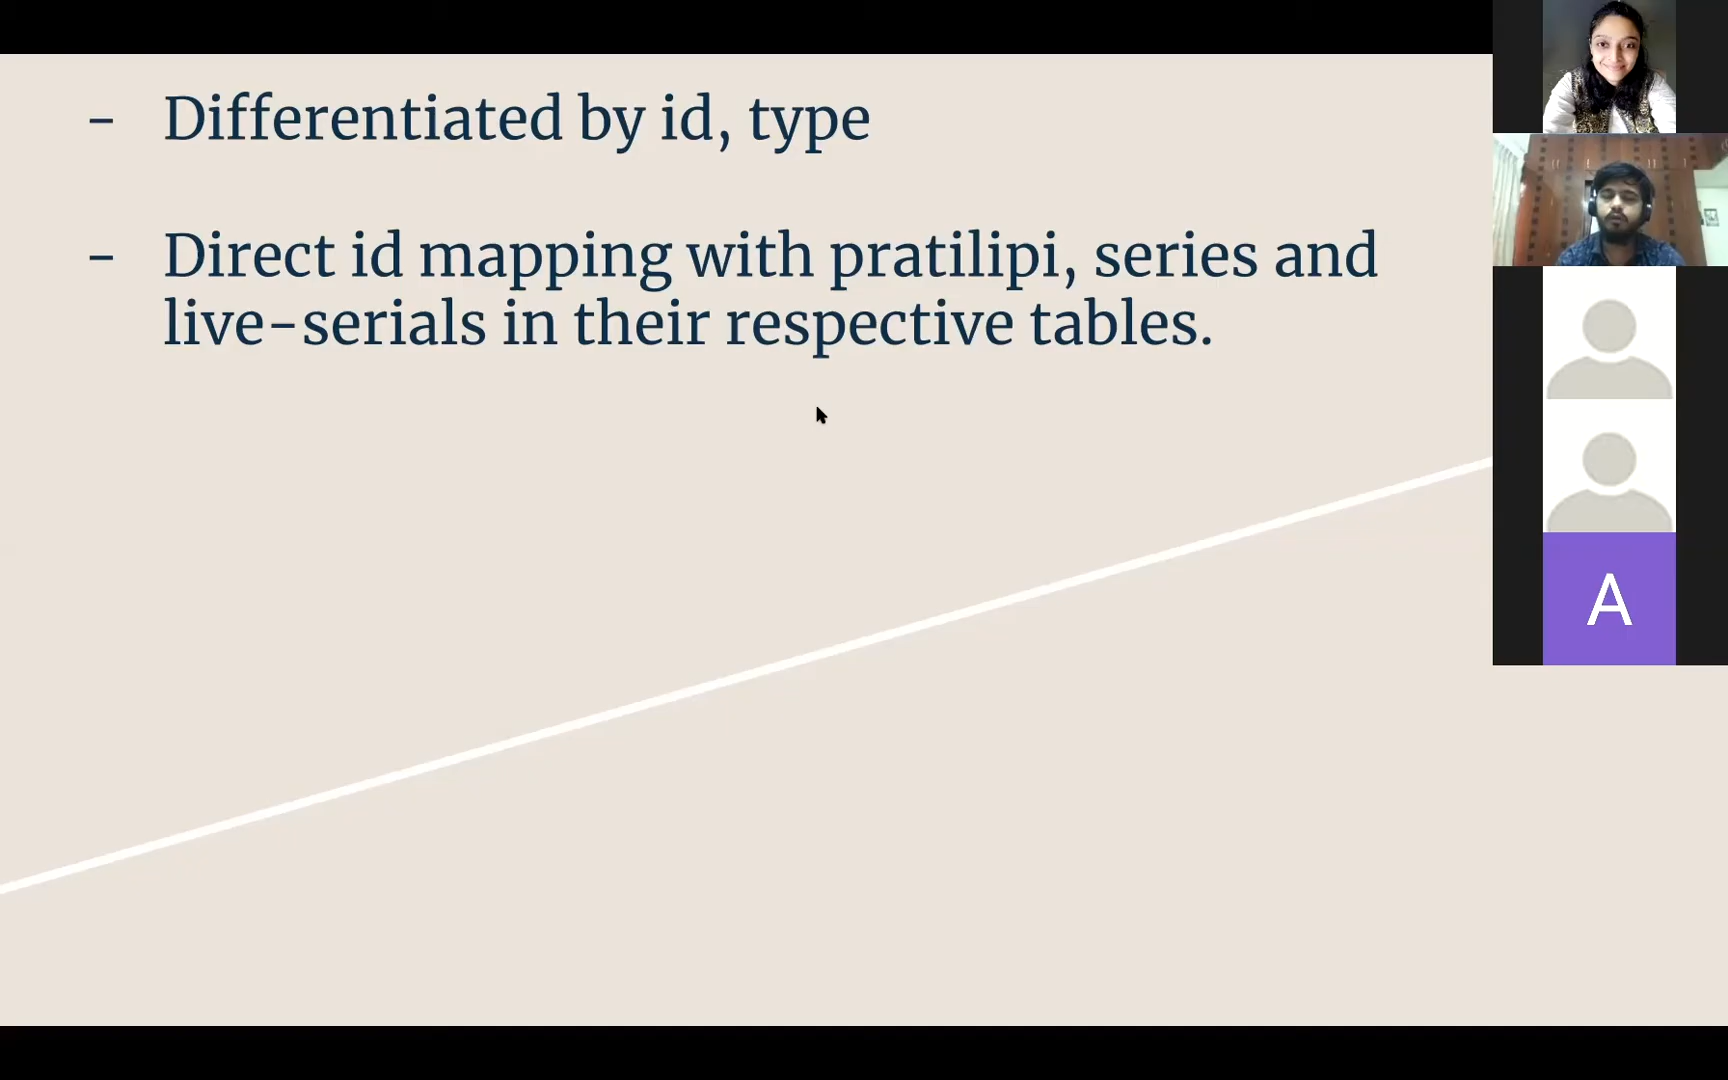 - Differentiated by id, type
- Direct id mapping with pratilipi, series and
live-serials in their respective tables.
A